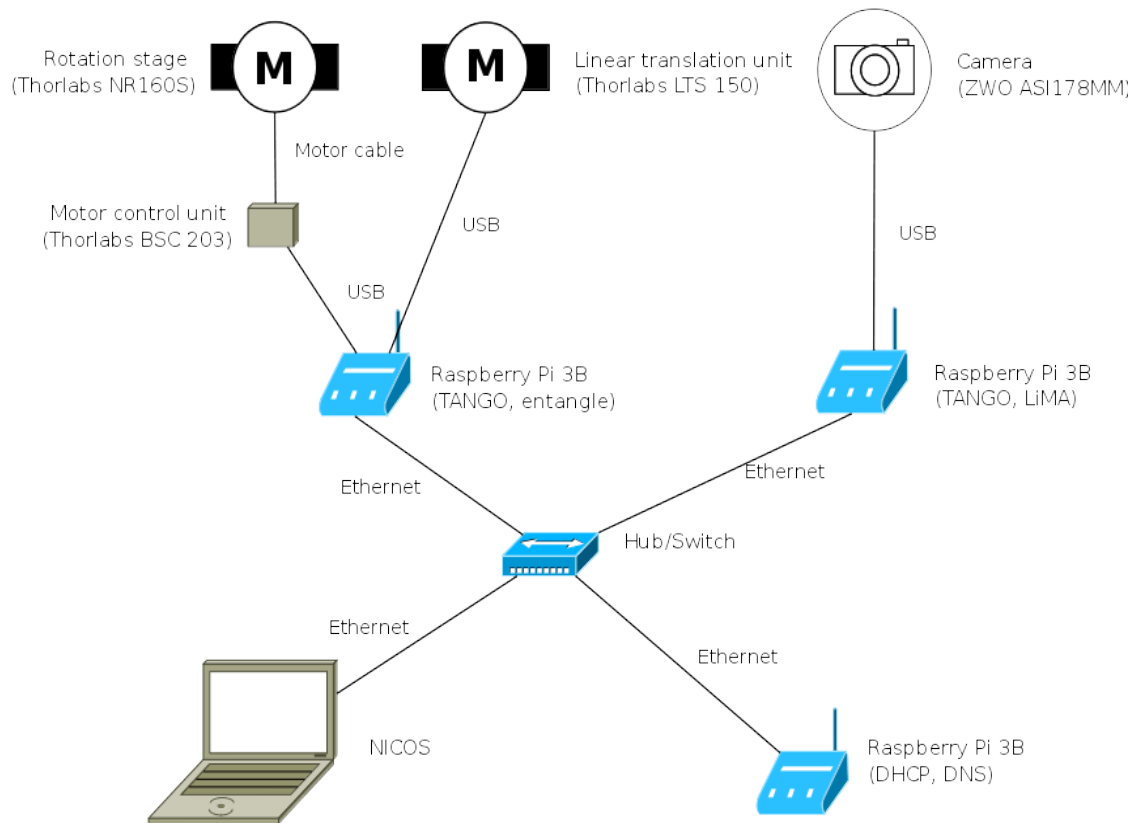 Rotation stage
(Thorlabs NR160S)
M
M
Linear translation unit
(Thorlabs LTS 150)
Camera
(ZWO ASI178MM)
Motor cable
Motor control unit
(Thorlabs BSC 203)
USB
USB
USB
Raspberry Pi 3B
(TANGO, entangle)
Raspberry Pi 3B
(TANGO, LiMA)
Ethernet
Ethernet
Hub/Switch
Ethernet
Ethernet
NICOS
Raspberry Pi 3B
(DHCP, DNS)